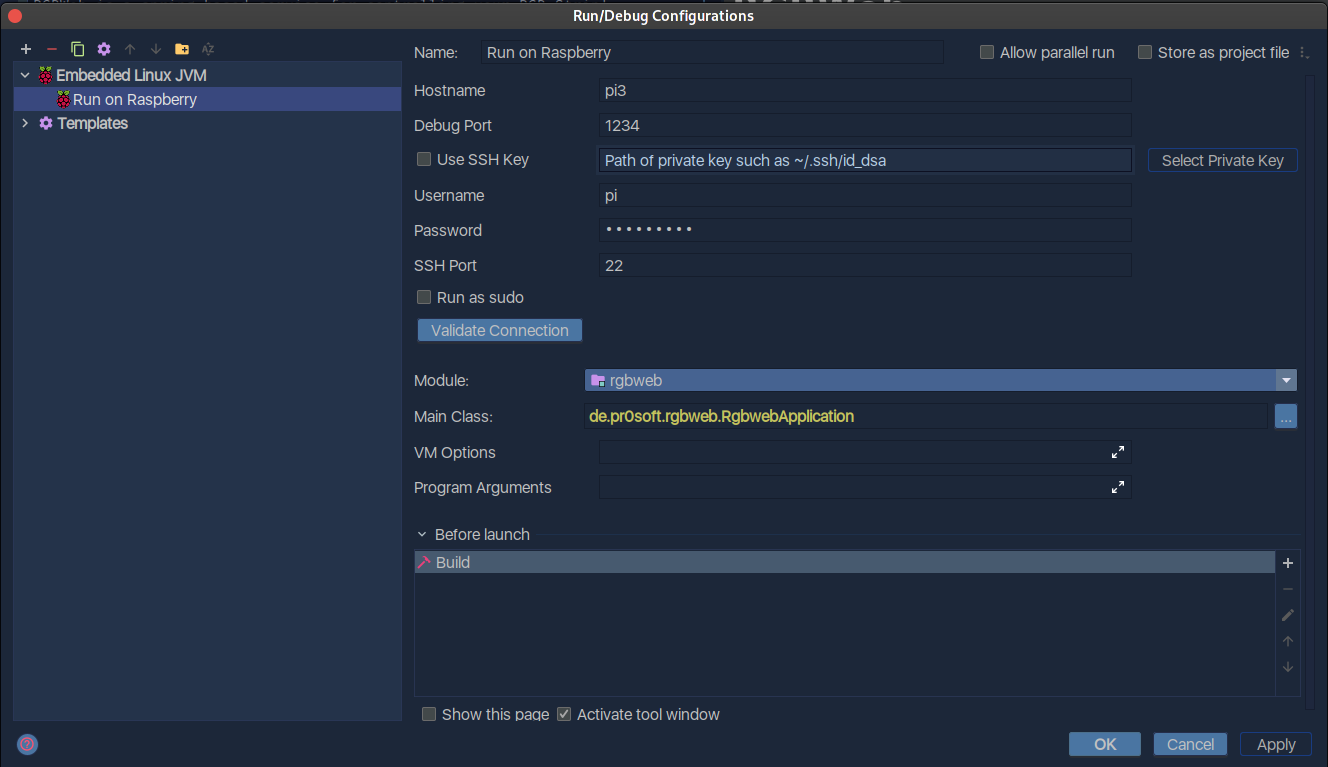 Run/Debug Configurations
Name: Run on Raspberry Allow parallel run Store as project file
Embedded Linux JVM
Run on Raspberry
Templates
Hostname pi3
Debug Port 1234
Use SSH Key Path of private key such as ~/.ssh/id_dsa Select Private Key
Username pi
Password •••••••••
SSH Port 22
Run as sudo
Validate Connection
Module: rgbweb
Main Class: de.pr0soft.rgbweb.RgbwebApplication ...
VM Options
Program Arguments
Before launch
Build
Show this page Activate tool window
? OK Cancel Apply